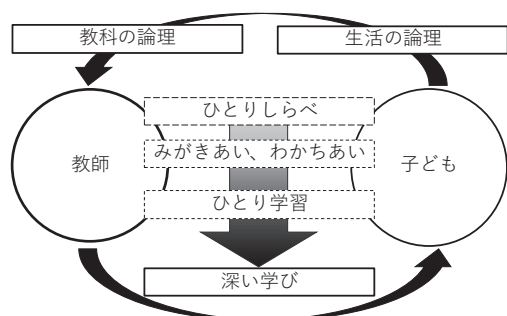 教科の論理
生活の論理
ひとりしらべ
教師
みがきあい、わかちあい
子ども
ひとり学習
深い学び